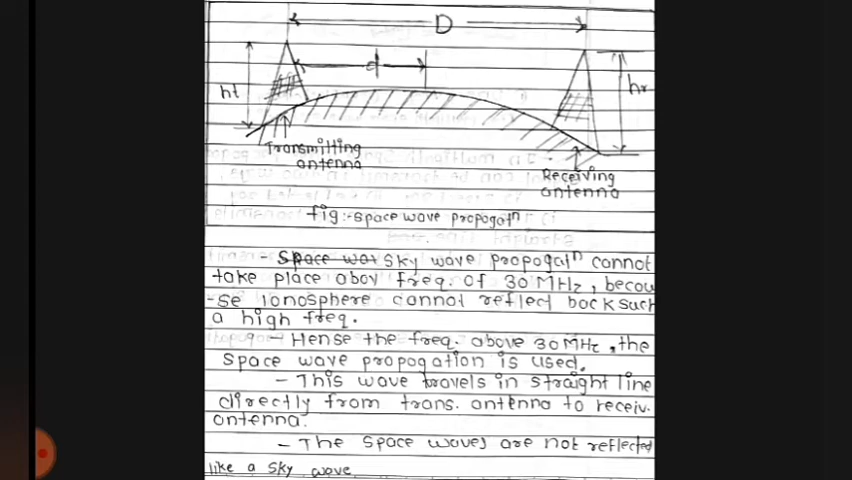 D
d
ht
hr
Transmitting
antenna
Receiving
antenna
fig:-space wave propogatⁿ
- Sky wave propogatⁿ cannot
take place abov freq. of 30 MHz, becou
-se ionosphere cannot reflect back such
a high freq.
- Hense the freq. above 30 MHz, the
space wave propogation is used.
- This wave travels in straight line
directly from trans. antenna to receiv.
antenna.
- The space waves are not reflected
like a sky wave